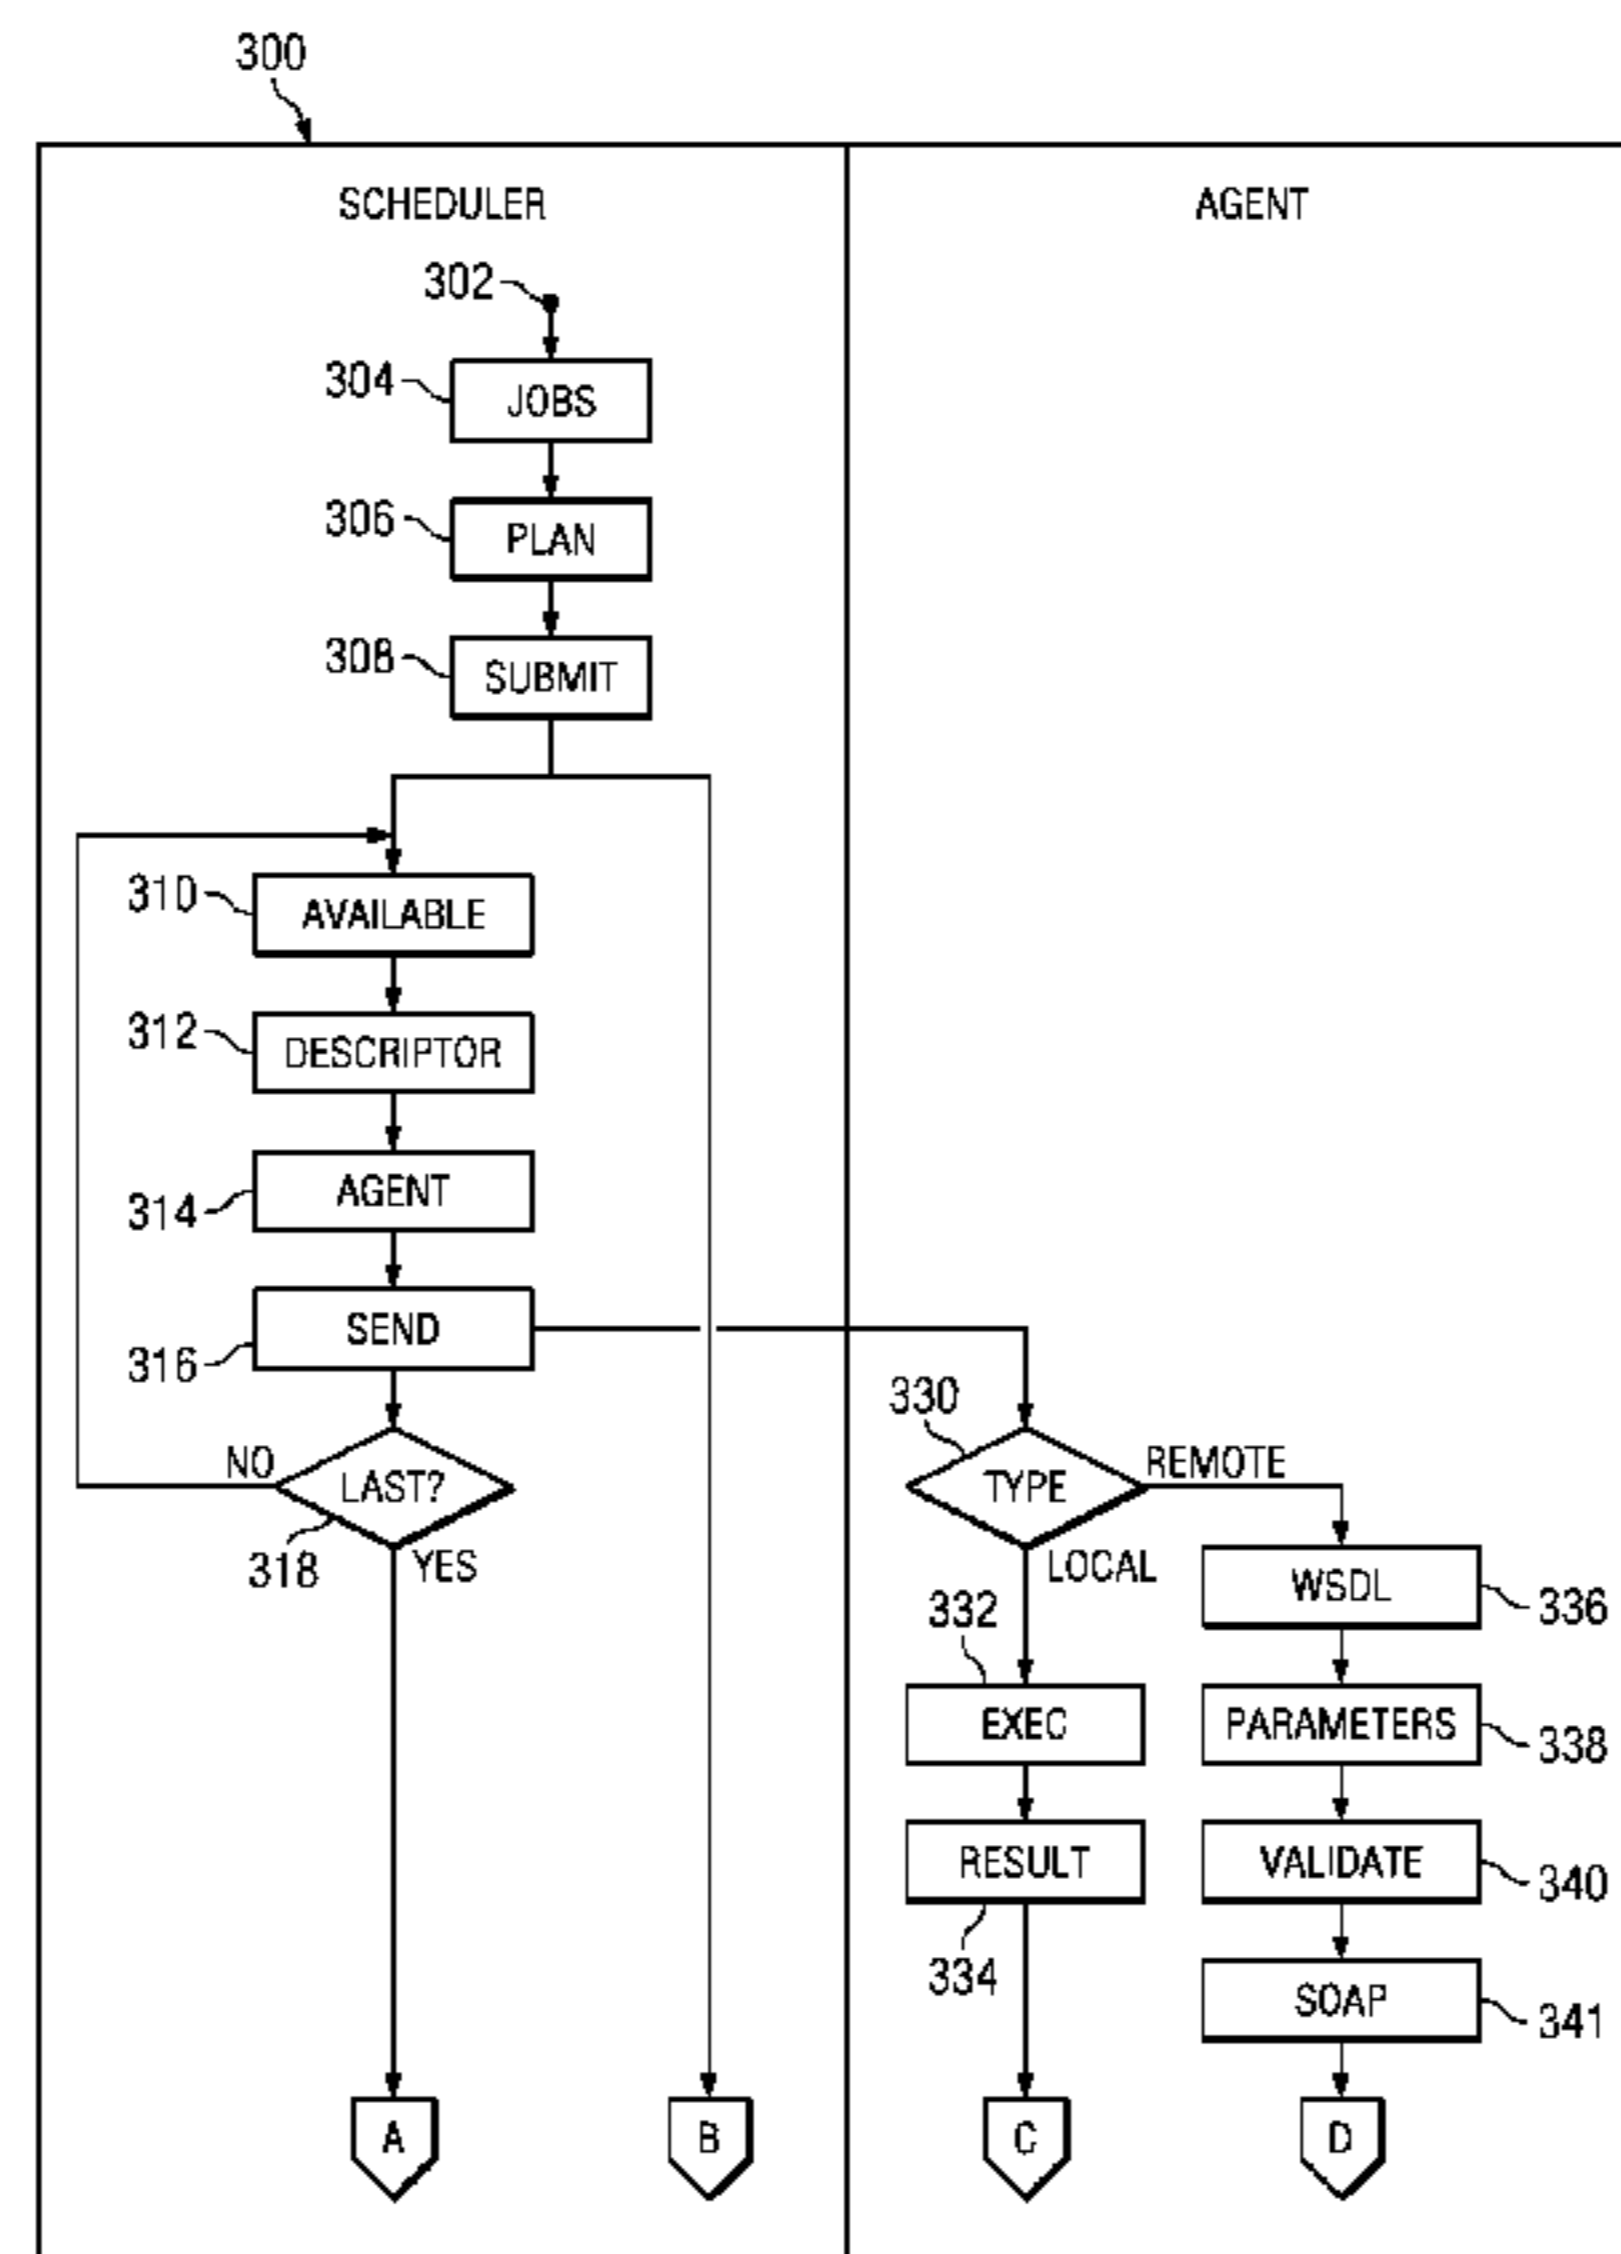 300
SCHEDULER
AGENT
302
304
JOBS
306
PLAN
308
SUBMIT
310
AVAILABLE
312
DESCRIPTOR
314
AGENT
316
SEND
NO
LAST?
318
YES
330
TYPE
REMOTE
LOCAL
WSDL
336
332
EXEC
PARAMETERS
338
RESULT
VALIDATE
340
334
SOAP
341
A
B
C
D